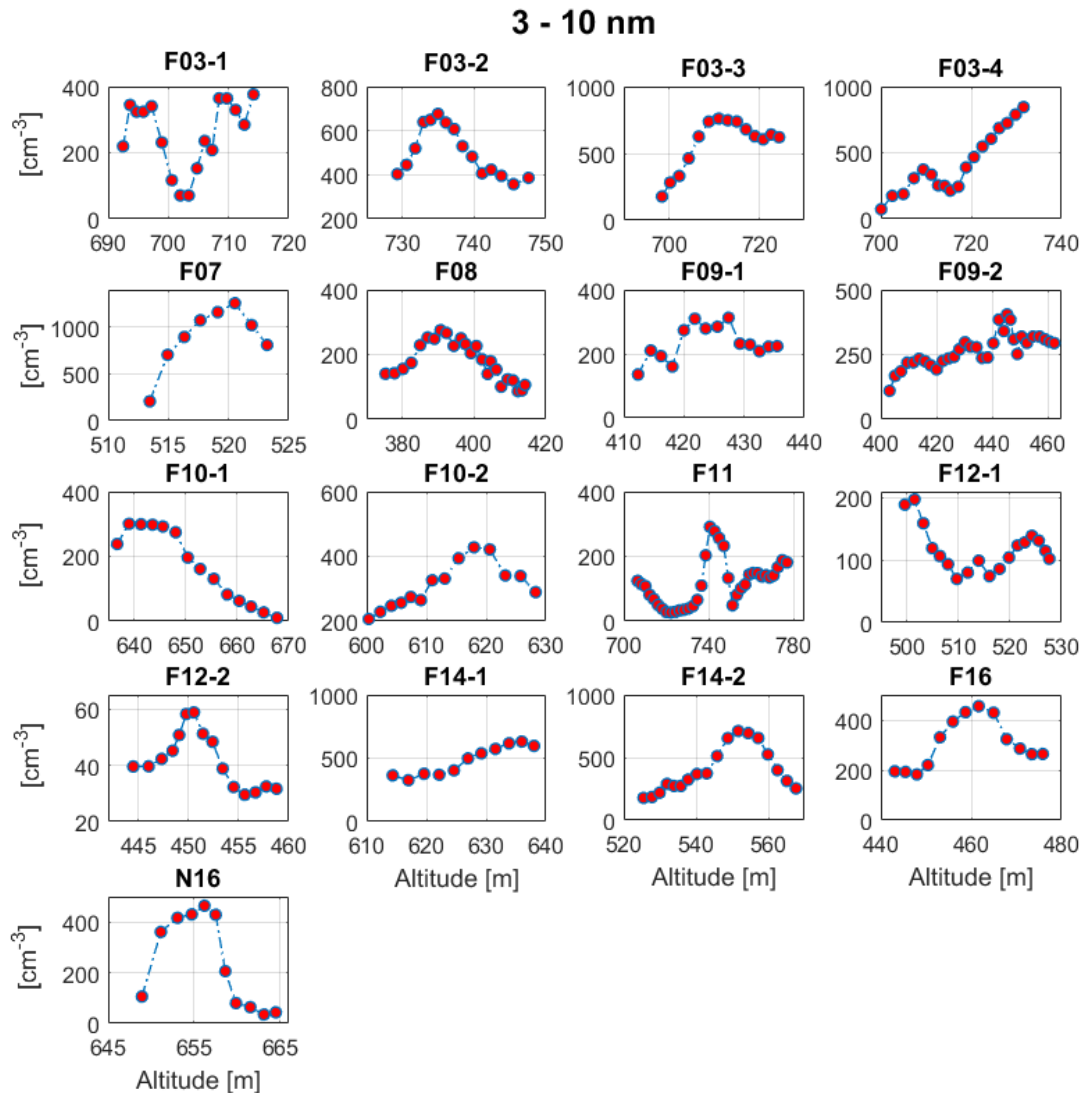 3 - 10 nm
F03-1 F03-2 F03-3 F03-4
[cm⁻³]
400 800 1000 1000
200 600 500 500
0 400 0 0
200
690 700 710 720 730 740 750 700 720 700 720 740
F07 F08 F09-1 F09-2
[cm⁻³]
1000 400 400 500
500 200 200 250
0 0 0 0
510 515 520 525 380 400 420 410 420 430 440 400 420 440 460
F10-1 F10-2 F11 F12-1
[cm⁻³]
400 600 400 200
200 400 200 100
0 200 0 0
640 650 660 670 600 610 620 630 700 740 780 500 510 520 530
F12-2 F14-1 F14-2 F16
[cm⁻³]
60 1000 1000 400
40 500 500 200
20 0 0 0
445 450 455 460 610 620 630 640 520 540 560 440 460 480
Altitude [m] Altitude [m] Altitude [m]
N16
[cm⁻³]
400
200
0
645 655 665
Altitude [m]